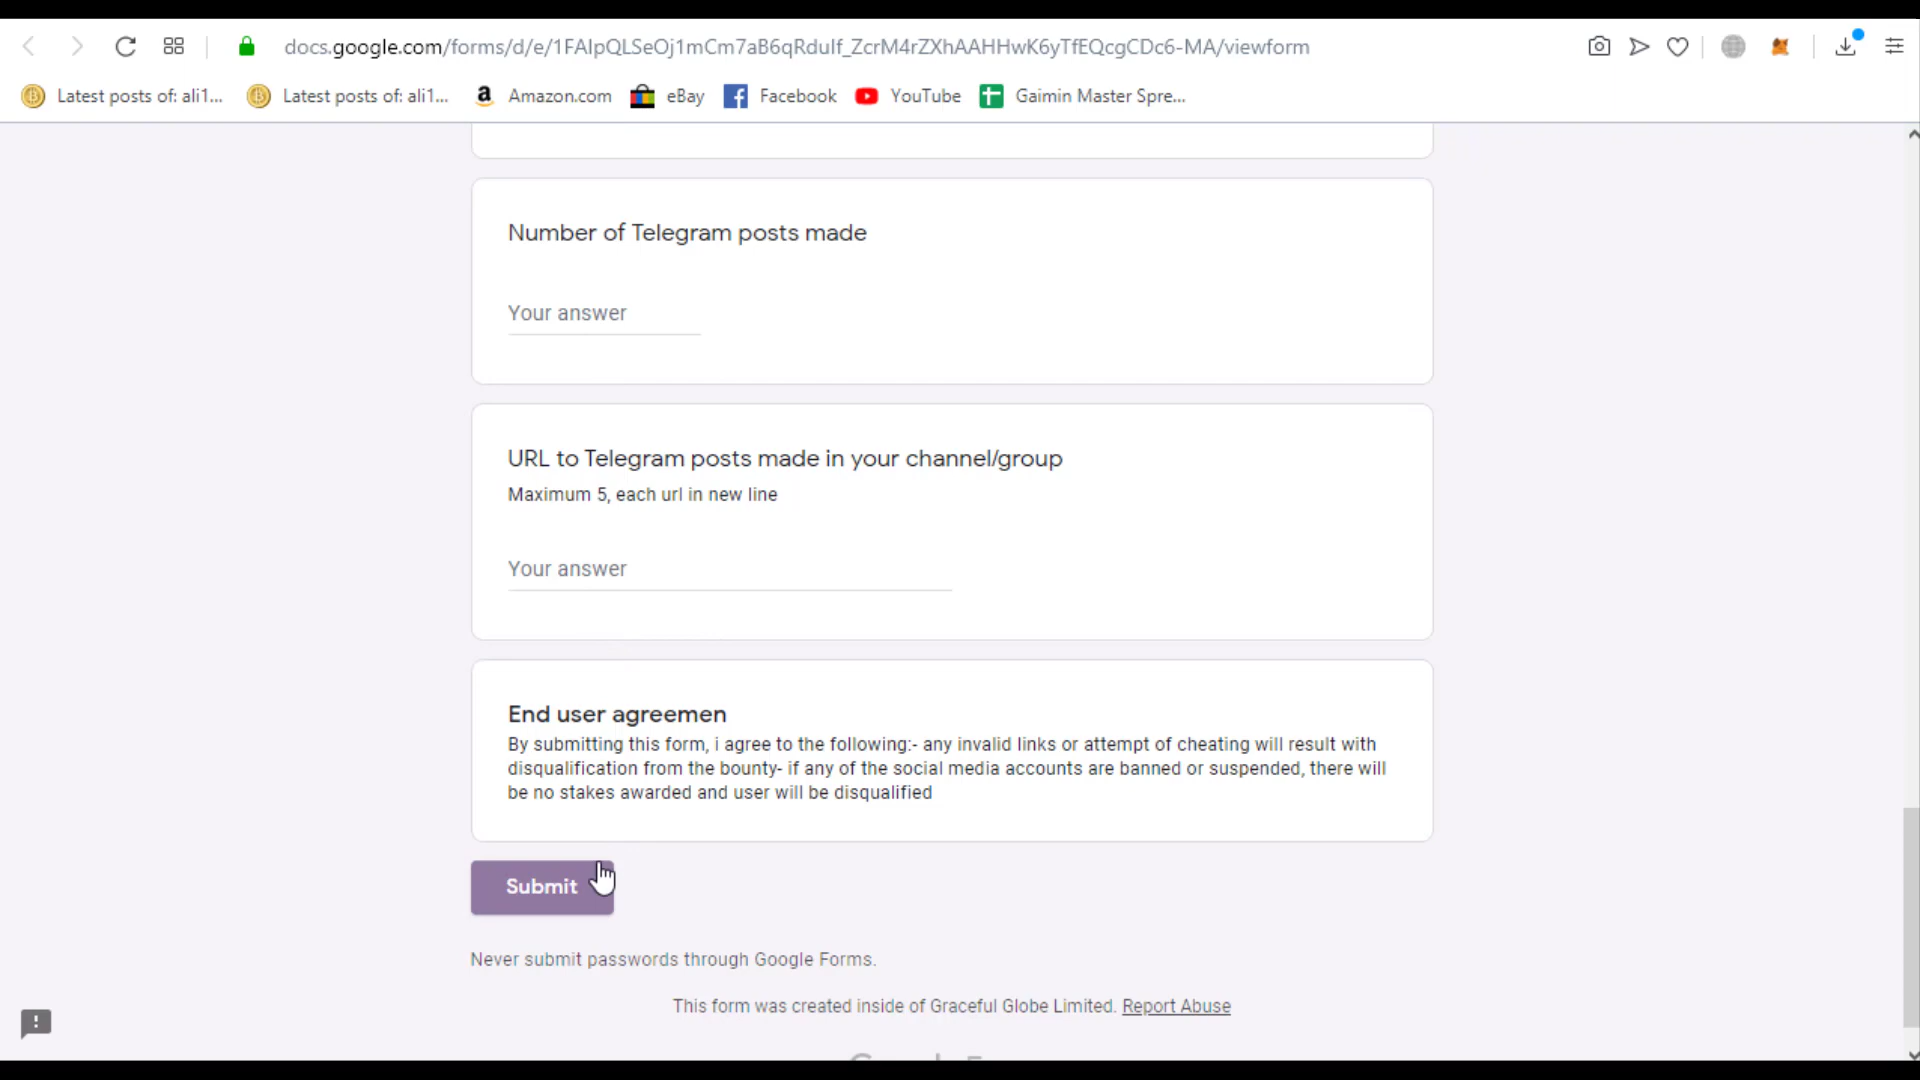 docs.google.com/forms/d/e/1FAIpQLSeOj1mCm7aB6qRduIf_ZcrM4rZXhAAHHwK6yTfEQcgCDc6-MA/viewform
Latest posts of: ali1... Latest posts of: ali1... Amazon.com eBay Facebook YouTube Gaimin Master Spre...
Number of Telegram posts made
Your answer
URL to Telegram posts made in your channel/group
Maximum 5, each url in new line
Your answer
End user agreemen
By submitting this form, i agree to the following:- any invalid links or attempt of cheating will result with
disqualification from the bounty- if any of the social media accounts are banned or suspended, there will
be no stakes awarded and user will be disqualified
Submit
Never submit passwords through Google Forms.
This form was created inside of Graceful Globe Limited. Report Abuse